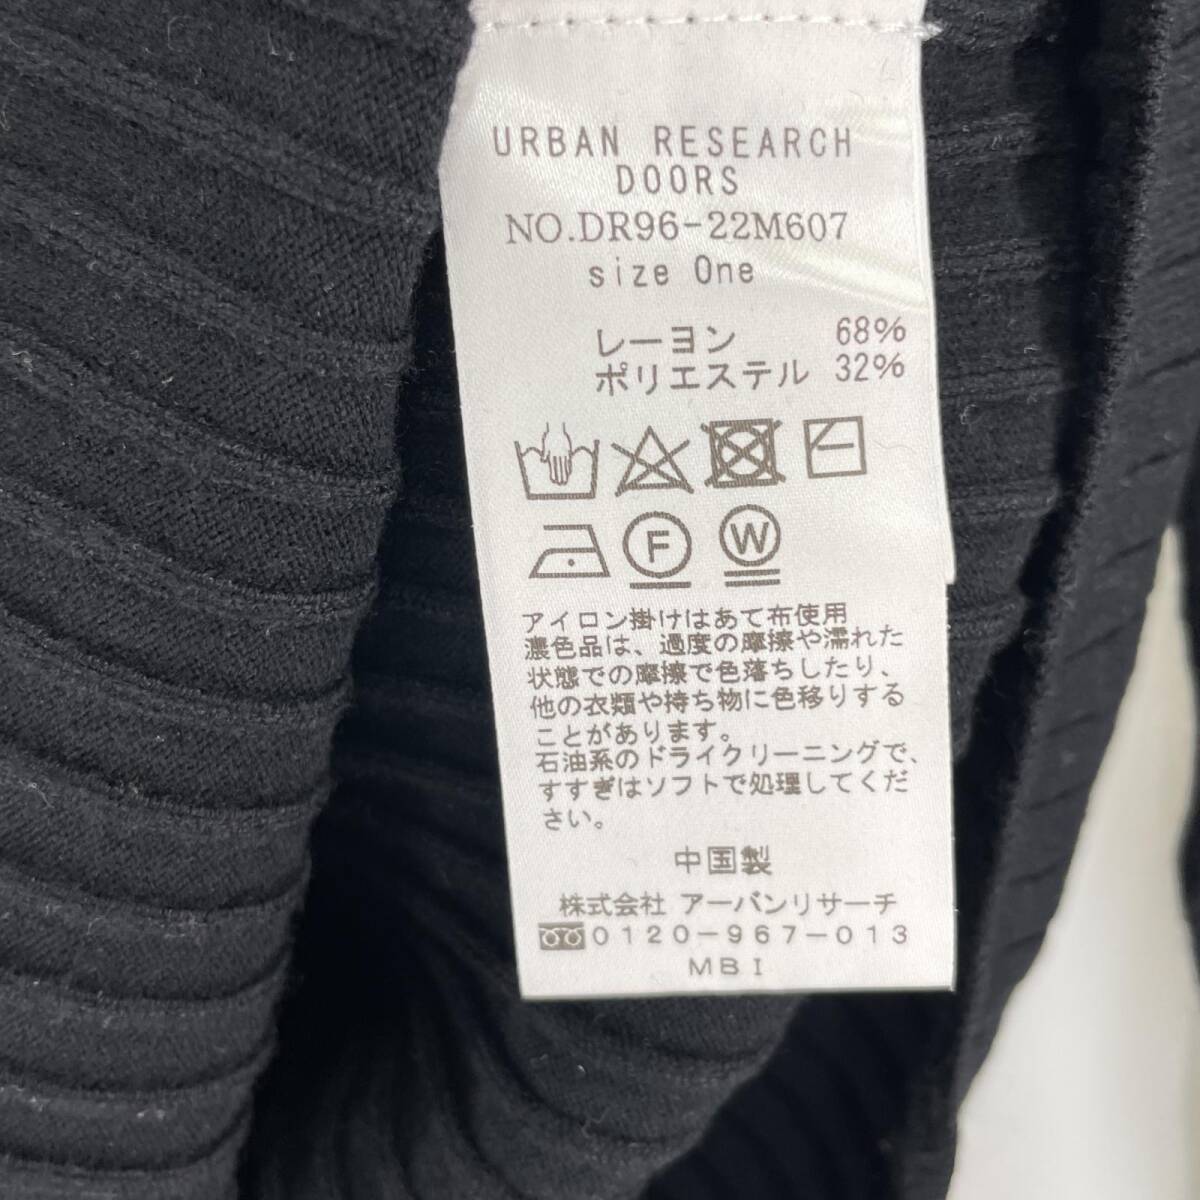 URBAN RESEARCH
DOORS
NO.DR96-22M607
size One
レーヨン 68%
ポリエステル 32%
F W
アイロン掛けはあて布使用
濃色品は、過度の摩擦や濡れた
状態での摩擦で色落ちしたり、
他の衣類や持ち物に色移りする
ことがあります。
石油系のドライクリーニングで、
すすぎはソフトで処理してくだ
さい。
中国製
株式会社 アーバンリサーチ
0120-967-013
MBI